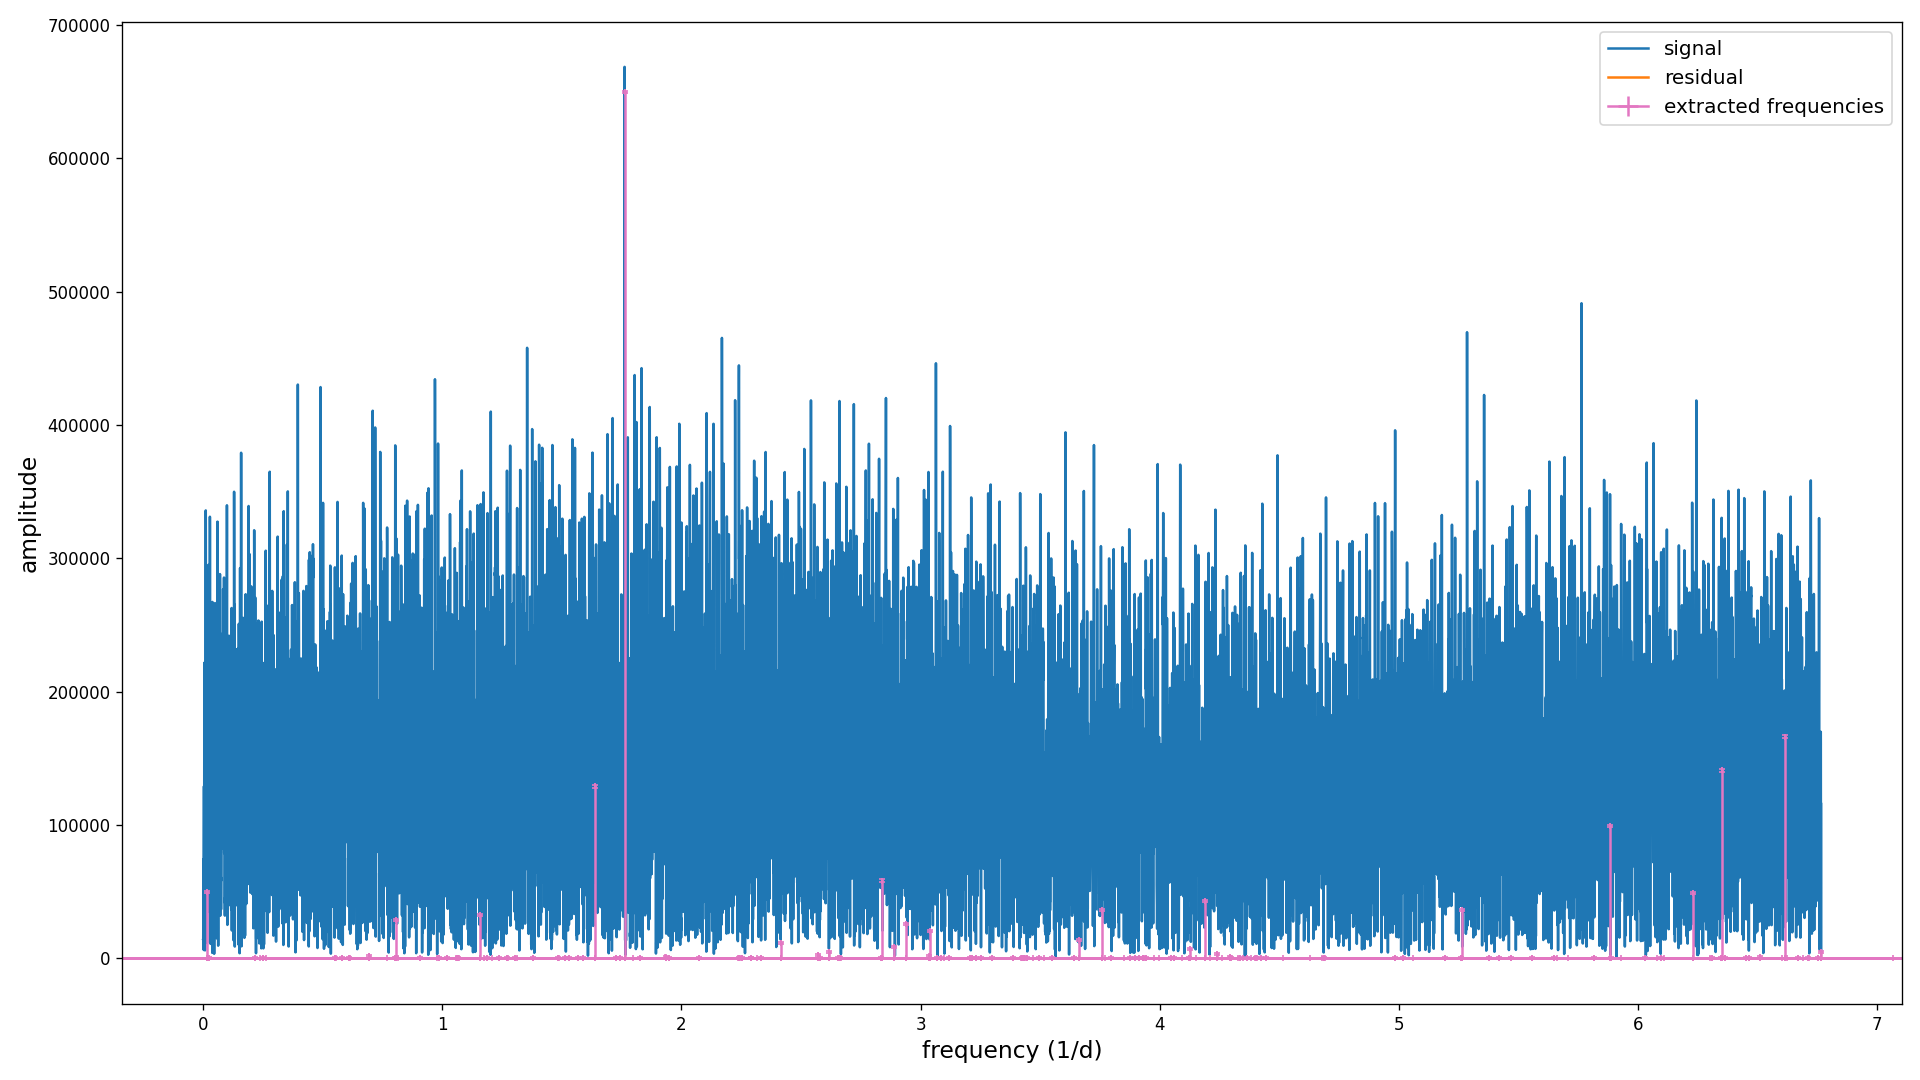 700000
600000
500000
400000
300000
200000
100000
0
amplitude
signal
residual
extracted frequencies
0 1 2 3 4 5 6 7
frequency (1/d)